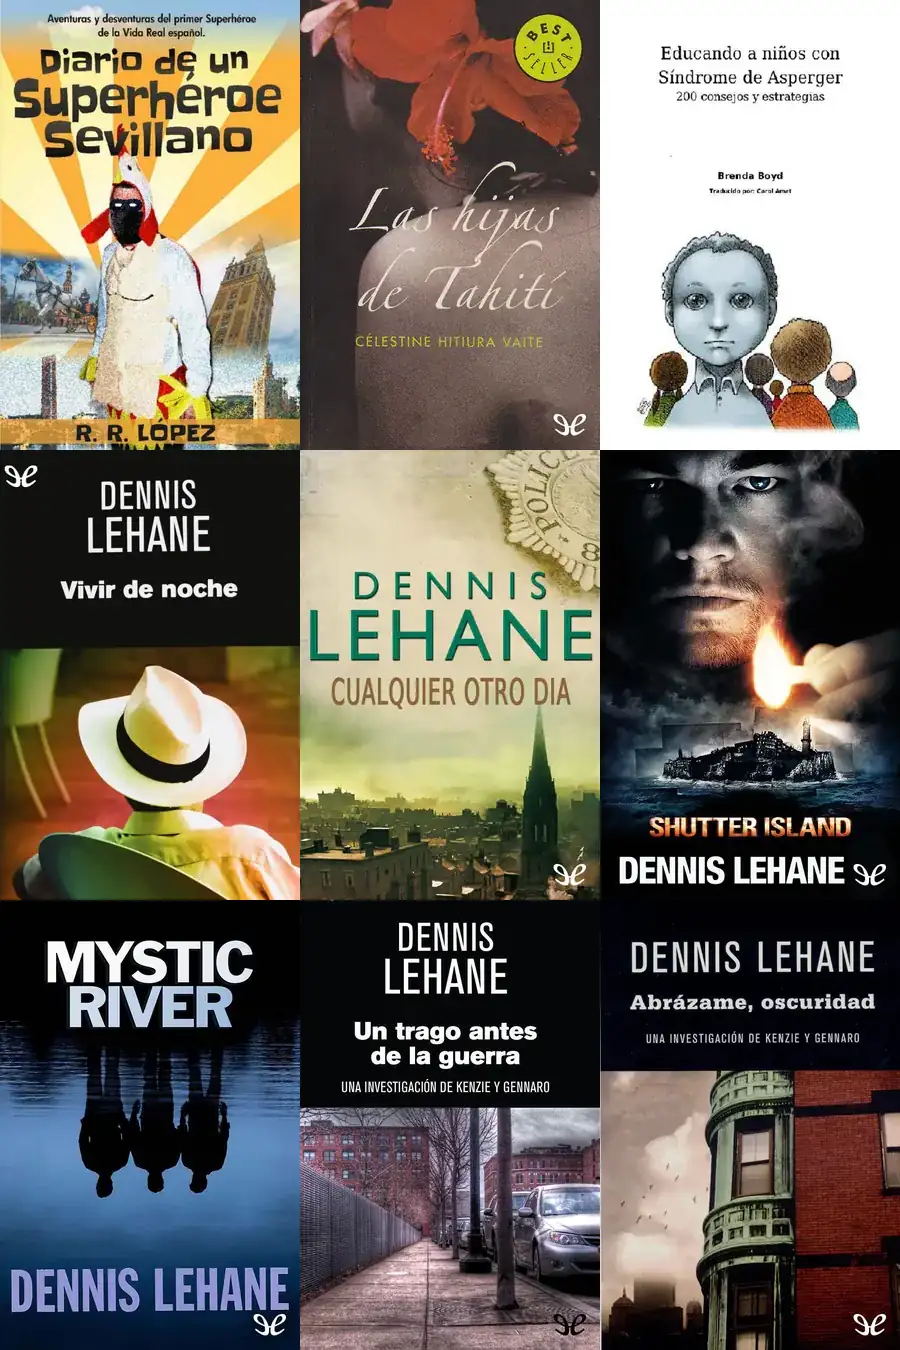 Aventuras y desventuras del primer Superhéroe
de la Vida Real español.
Diario de un
Superhéroe
Sevillano
R. R. LÓPEZ
BEST
SELLER
Las hijas
de Tahití
CÉLESTINE HITIURA VAITE
Educando a niños con
Síndrome de Asperger
200 consejos y estrategias
Brenda Boyd
Traducido por: Carol Amet
DENNIS
LEHANE
Vivir de noche
POLICE
DENNIS
LEHANE
CUALQUIER OTRO DIA
SHUTTER ISLAND
DENNIS LEHANE
MYSTIC
RIVER
DENNIS LEHANE
DENNIS
LEHANE
Un trago antes
de la guerra
UNA INVESTIGACIÓN DE KENZIE Y GENNARO
DENNIS LEHANE
Abrázame, oscuridad
UNA INVESTIGACIÓN DE KENZIE Y GENNARO